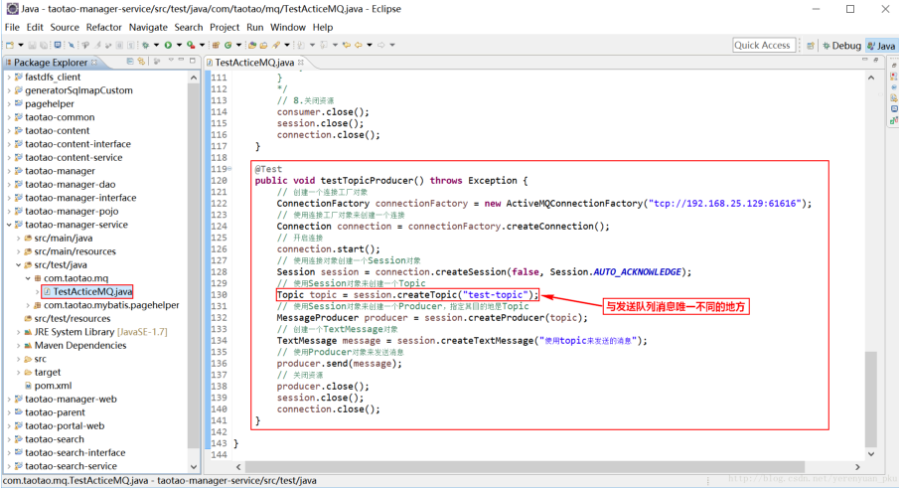 Java - taotao-manager-service/src/test/java/com/taotao/mq/TestActiceMQ.java - Eclipse
File Edit Source Refactor Navigate Search Project Run Window Help
Quick Access
Debug
Java
Package Explorer
fastdfs_client
generatorSqlmapCustom
pagehelper
taotao-common
taotao-content
taotao-content-interface
taotao-content-service
taotao-manager
taotao-manager-dao
taotao-manager-interface
taotao-manager-pojo
taotao-manager-service
src/main/java
src/main/resources
src/test/java
com.taotao.mq
TestActiceMQ.java
com.taotao.mybatis.pagehelper
src/test/resources
JRE System Library [JavaSE-1.7]
Maven Dependencies
src
target
pom.xml
taotao-manager-web
taotao-parent
taotao-portal-web
taotao-search
taotao-search-interface
taotao-search-service
TestActiceMQ.java
111 }
112 */
113 // 8.关闭资源
114 consumer.close();
115 session.close();
116 connection.close();
117 }
118
119 @Test
120 public void testTopicProducer() throws Exception {
121 // 创建一个连接工厂对象
122 ConnectionFactory connectionFactory = new ActiveMQConnectionFactory("tcp://192.168.25.129:61616");
123 // 使用连接工厂对象来创建一个连接
124 Connection connection = connectionFactory.createConnection();
125 // 开启连接
126 connection.start();
127 // 使用连接对象创建一个Session对象
128 Session session = connection.createSession(false, Session.AUTO_ACKNOWLEDGE);
129 // 使用Session对象来创建一个Topic
130 Topic topic = session.createTopic("test-topic");
与发送队列消息唯一不同的地方
131 // 使用Session对象来创建一个Producer，指定其目的地是Topic
132 MessageProducer producer = session.createProducer(topic);
133 // 创建一个TextMessage对象
134 TextMessage message = session.createTextMessage("使用topic来发送的消息");
135 // 使用Producer对象来发送消息
136 producer.send(message);
137 // 关闭资源
138 producer.close();
139 session.close();
140 connection.close();
141 }
142
143 }
144
com.taotao.mq.TestActiceMQ.java - taotao-manager-service/src/test/java